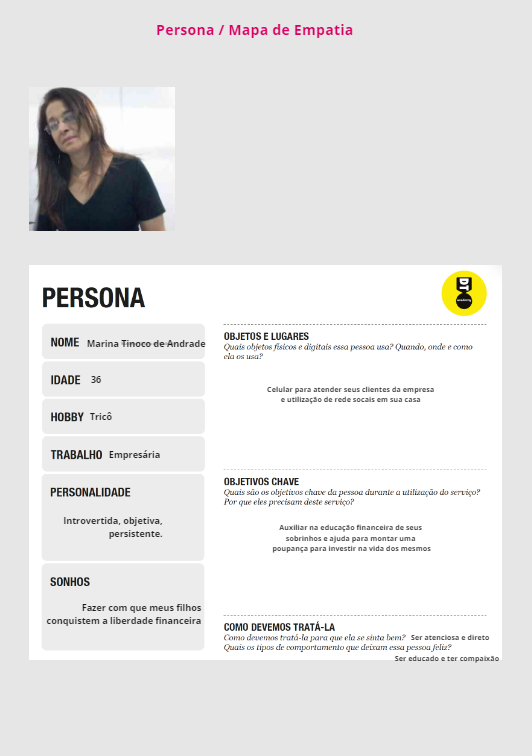 Persona / Mapa de Empatia
PERSONA
DT
academy
NOME Marina Tinoco de Andrade
IDADE 36
HOBBY Tricô
TRABALHO Empresária
PERSONALIDADE
Introvertida, objetiva,
persistente.
SONHOS
Fazer com que meus filhos
conquistem a liberdade financeira
OBJETOS E LUGARES
Quais objetos físicos e digitais essa pessoa usa? Quando, onde e como
ela os usa?
Celular para atender seus clientes da empresa
e utilização de rede socais em sua casa
OBJETIVOS CHAVE
Quais são os objetivos chave da pessoa durante a utilização do serviço?
Por que eles precisam deste serviço?
Auxiliar na educação financeira de seus
sobrinhos e ajuda para montar uma
poupança para investir na vida dos mesmos
COMO DEVEMOS TRATÁ-LA
Como devemos tratá-la para que ela se sinta bem? Ser atenciosa e direto
Quais os tipos de comportamento que deixam essa pessoa feliz?
Ser educado e ter compaixão